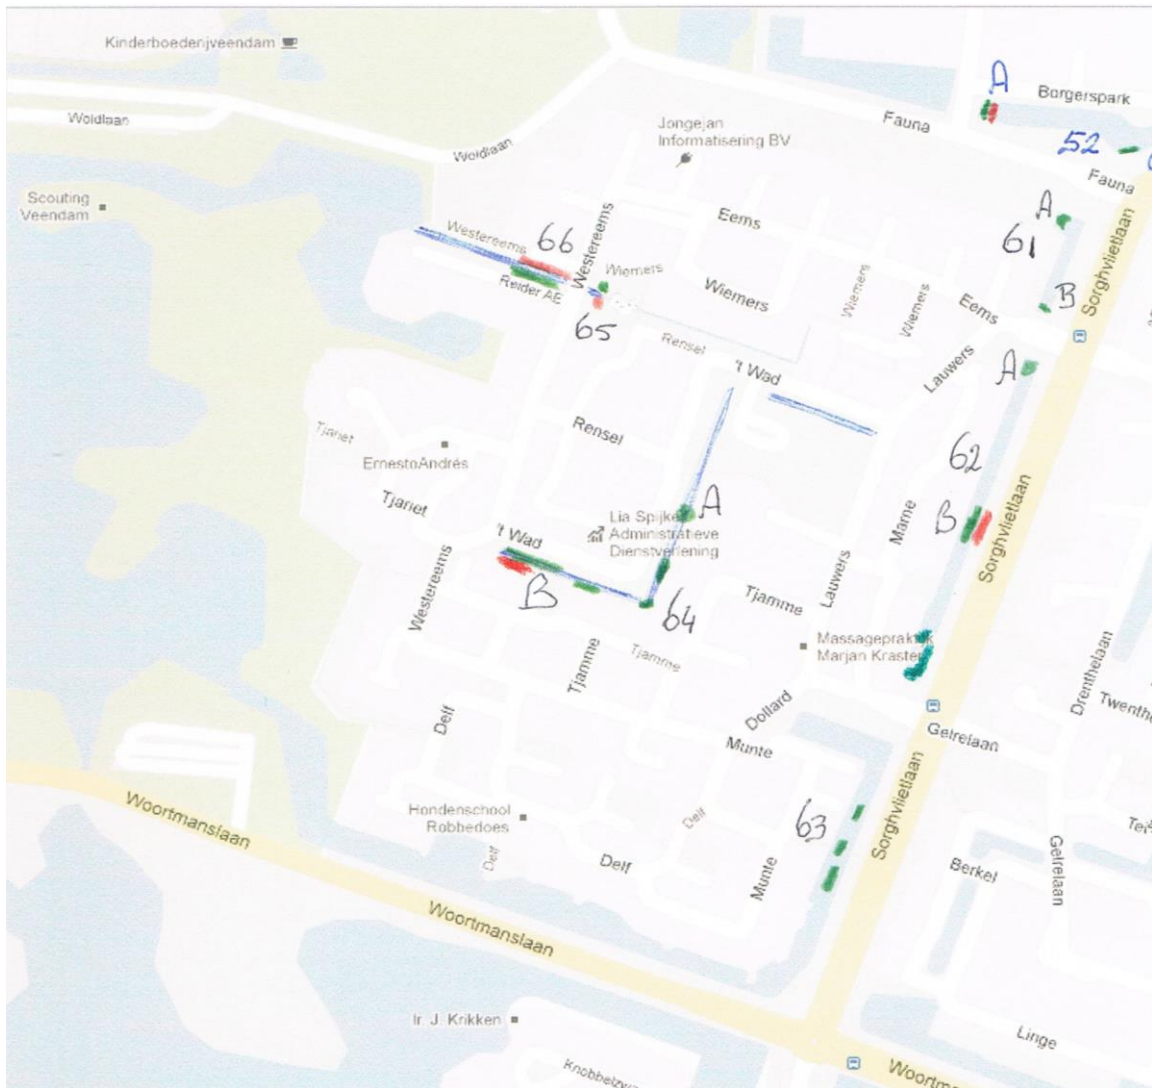 Kinderboederijveendam
A
Borgerspark
Woldlaan
Fauna
Jongejan
Informatisering BV
52
Woldlaan
Fauna
Scouting
Veendam
A
Eems
61
Westereems
66
Westereems
Sorghvlietlaan
Wiemers
Reider AE
Wiemers
Wiemers
Wiemers
B
Eems
65
Rensel
't Wad
Lauwers
A
Rensel
Tjariet
ErnestoAndrés
62
Tjariet
A
Marne
B
Lia Spijker
Administratieve
Dienstverlening
't Wad
Sorghvlietlaan
Westereems
B
64
Tjamme
Lauwers
Tjamme
Tjamme
Massagepraktijk
Marjan Kraster
Drenthelaan
Dollard
Delf
Munte
Gelrelaan
Woortmanslaan
Hondenschool
Robbedoes
Delf
63
Sorghvlietlaan
Delf
Delf
Munte
Berkel
Gelrelaan
Woortmanslaan
Ir. J. Krikken
Linge